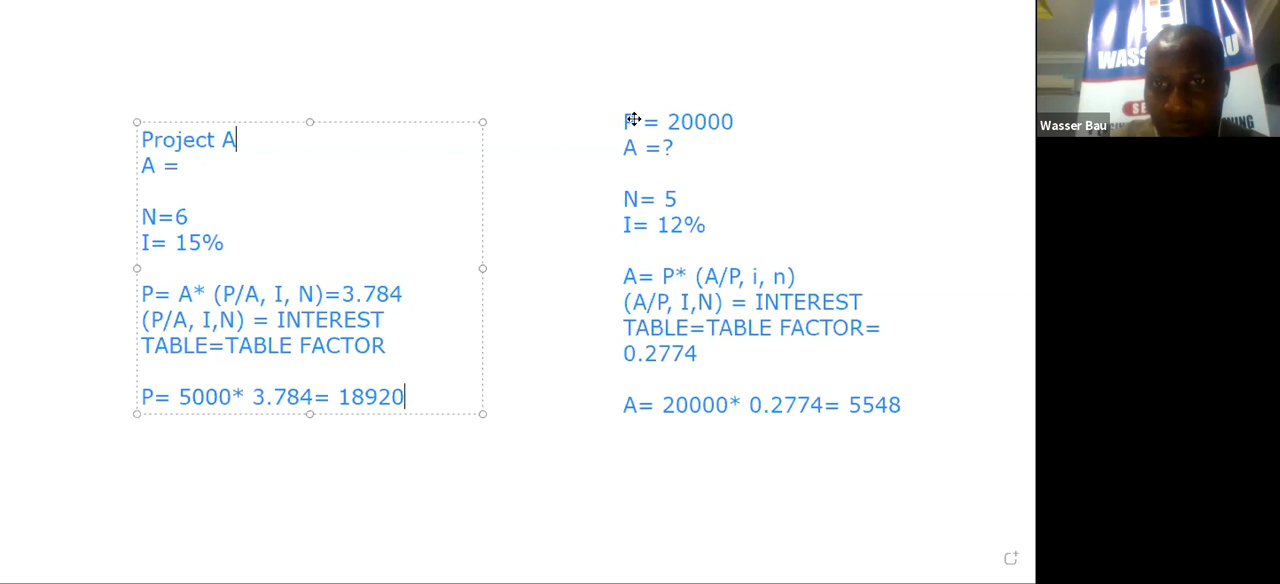 Project A
A =
N=6
I= 15%
P= A* (P/A, I, N)=3.784
(P/A, I,N) = INTEREST
TABLE=TABLE FACTOR
P= 5000* 3.784= 18920
= 20000
A =?
N= 5
I= 12%
A= P* (A/P, i, n)
(A/P, I,N) = INTEREST
TABLE=TABLE FACTOR=
0.2774
A= 20000* 0.2774= 5548
Wasser Bau